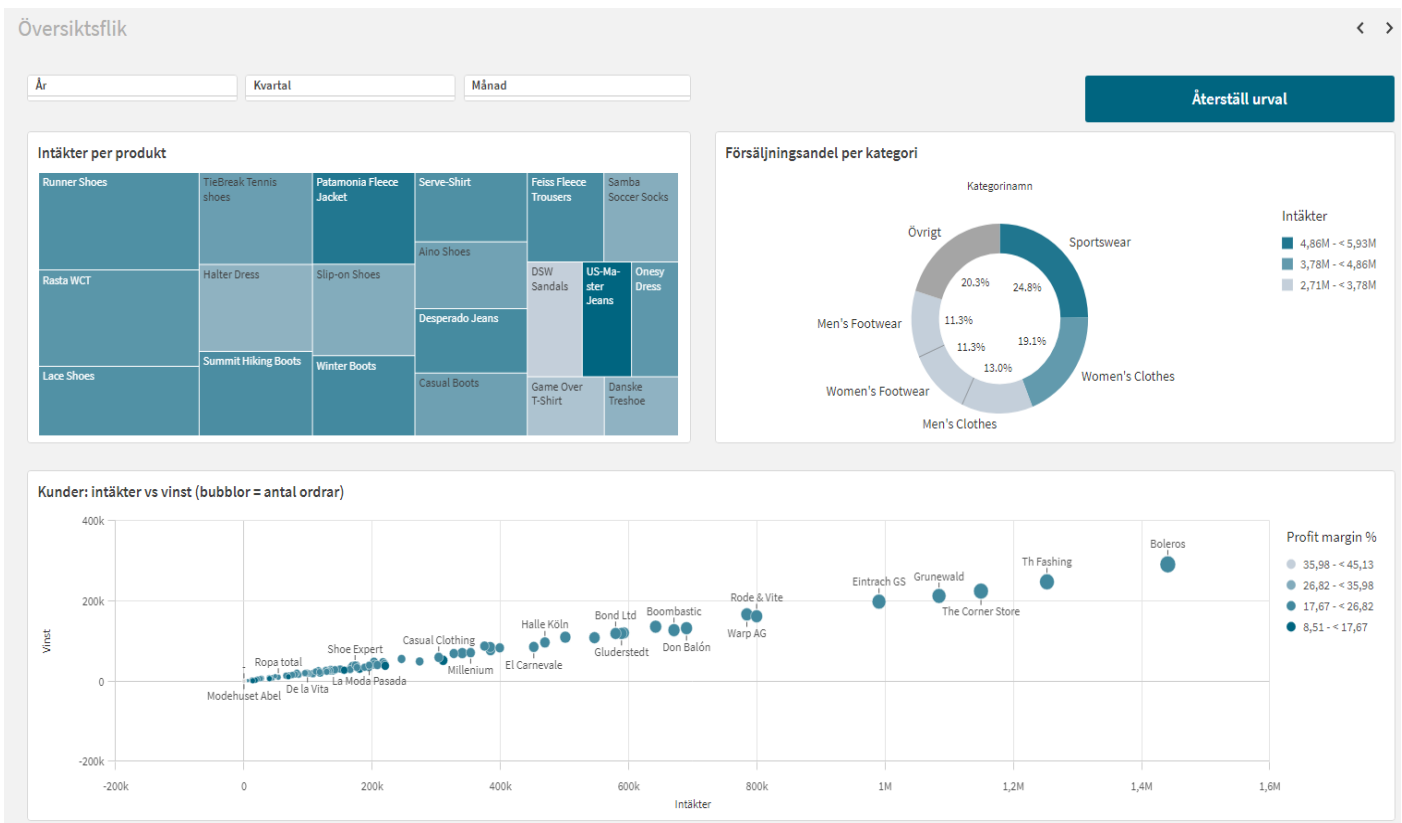 Översiktsflik
År
Kvartal
Månad
Återställ urval
Intäkter per produkt
Runner Shoes
Rasta WCT
Lace Shoes
TieBreak Tennis
shoes
Halter Dress
Summit Hiking Boots
Patamonia Fleece
Jacket
Slip-on Shoes
Winter Boots
Serve-Shirt
Aino Shoes
Desperado Jeans
Casual Boots
Feiss Fleece
Trousers
Samba
Soccer Socks
DSW
Sandals
US-Ma-
ster
Jeans
Onesy
Dress
Game Over
T-Shirt
Danske
Treshoe
Försäljningsandel per kategori
Kategorinamn
Övrigt
Sportswear
20.3%
24.8%
Men's Footwear
11.3%
11.3%
19.1%
13.0%
Women's Clothes
Women's Footwear
Men's Clothes
Intäkter
4,86M - < 5,93M
3,78M - < 4,86M
2,71M - < 3,78M
Kunder: intäkter vs vinst (bubblor = antal ordrar)
Vinst
400k
200k
0
-200k
Boleros
Th Fashing
Eintrach GS
Grunewald
The Corner Store
Rode & Vite
Warp AG
Bond Ltd
Boombastic
Don Balón
Gluderstedt
Halle Köln
El Carnevale
Casual Clothing
Millenium
Shoe Expert
La Moda Pasada
Ropa total
De la Vita
Modehuset Abel
-200k
0
200k
400k
600k
800k
1M
1,2M
1,4M
1,6M
Intäkter
Profit margin %
35,98 - < 45,13
26,82 - < 35,98
17,67 - < 26,82
8,51 - < 17,67